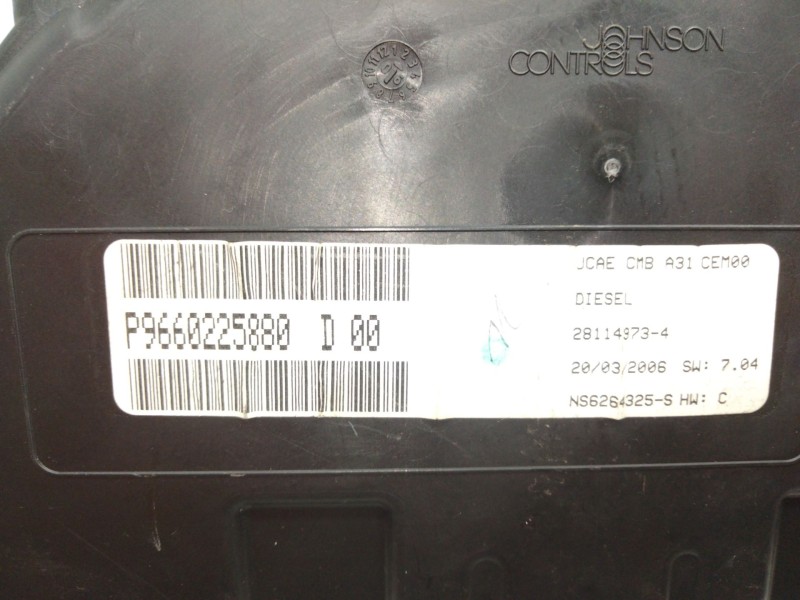 JOHNSON
CONTROLS
P9660225880 D 00
JCAE CMB A31 CEM00
DIESEL
28114973-4
20/03/2006 SW: 7.04
NS6264325-S HW: C